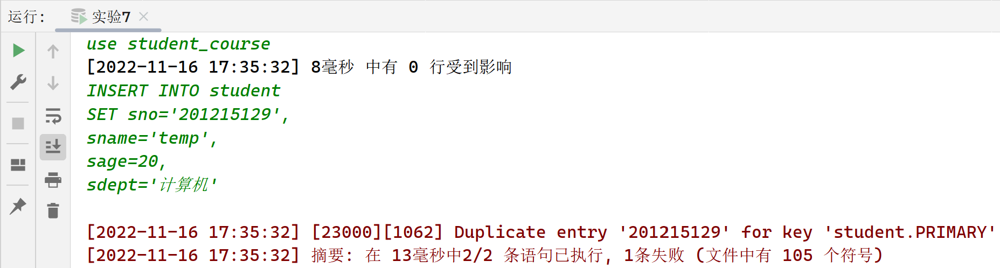 运行: 实验7
use student_course
[2022-11-16 17:35:32] 8毫秒 中有 0 行受到影响
INSERT INTO student
SET sno='201215129',
sname='temp',
sage=20,
sdept='计算机'
[2022-11-16 17:35:32] [23000][1062] Duplicate entry '201215129' for key 'student.PRIMARY'
[2022-11-16 17:35:32] 摘要: 在 13毫秒中2/2 条语句已执行, 1条失败 (文件中有 105 个符号)